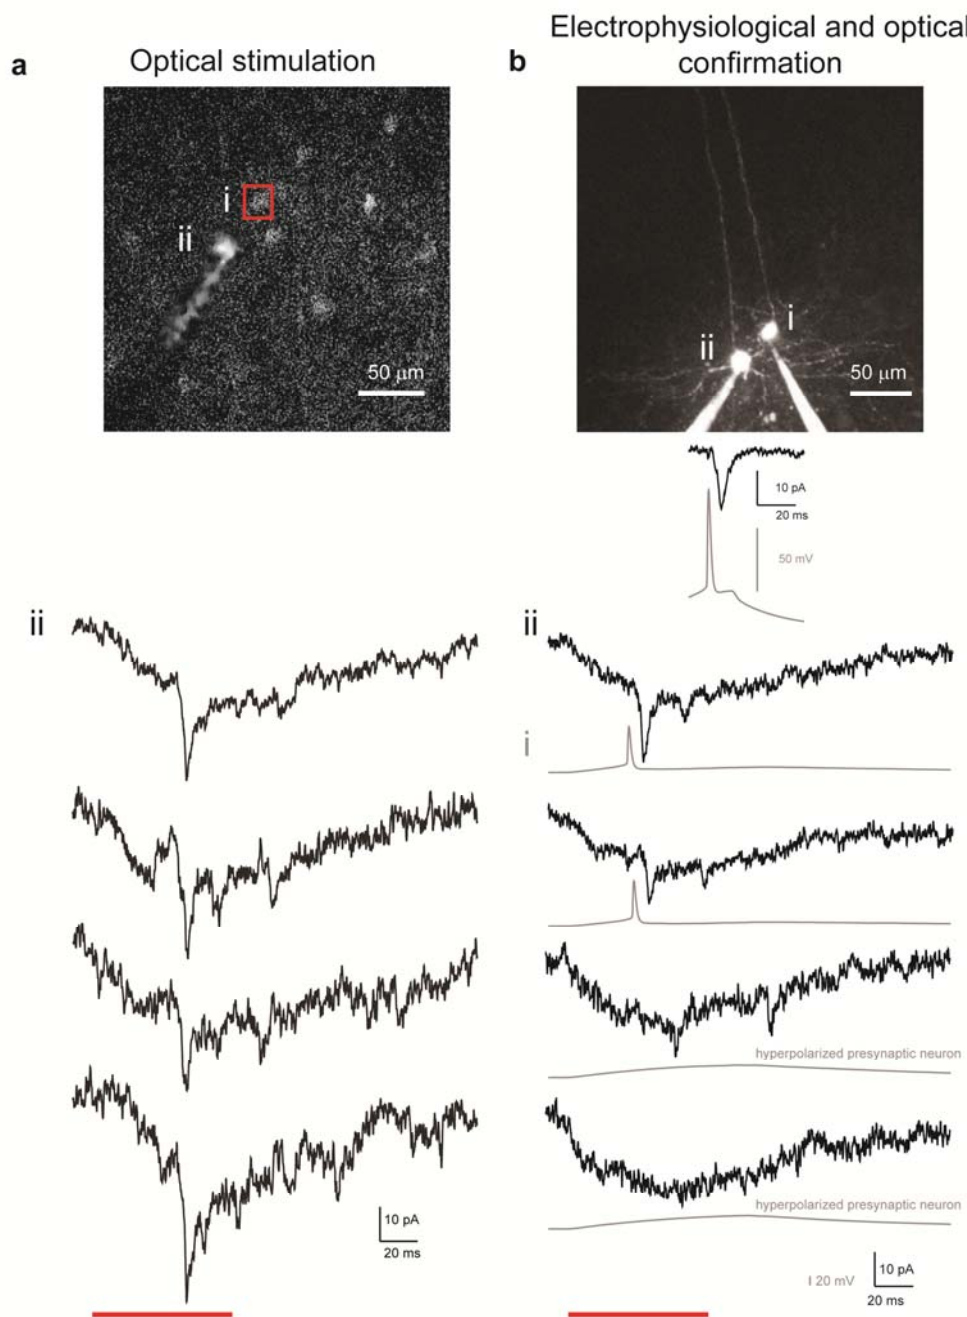 a
Optical stimulation
i
ii
50 μm
b
Electrophysiological and optical
confirmation
i
ii
50 μm
10 pA
20 ms
50 mV
ii
10 pA
20 ms
ii
i
hyperpolarized presynaptic neuron
hyperpolarized presynaptic neuron
20 mV
10 pA
20 ms